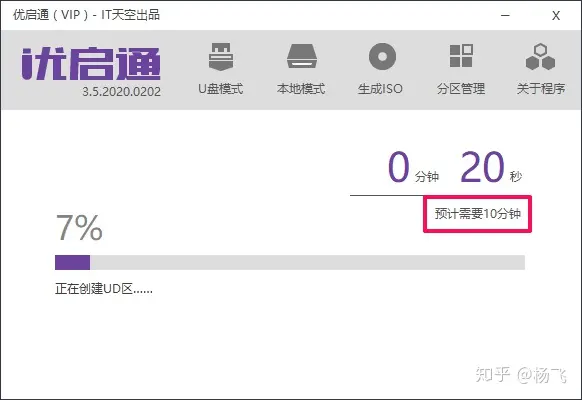 优启通（VIP）- IT天空出品
优启通
3.5.2020.0202
U盘模式 本地模式 生成ISO 分区管理 关于程序
0 分钟 20 秒
预计需要10分钟
7%
正在创建UD区......
知乎 @杨飞